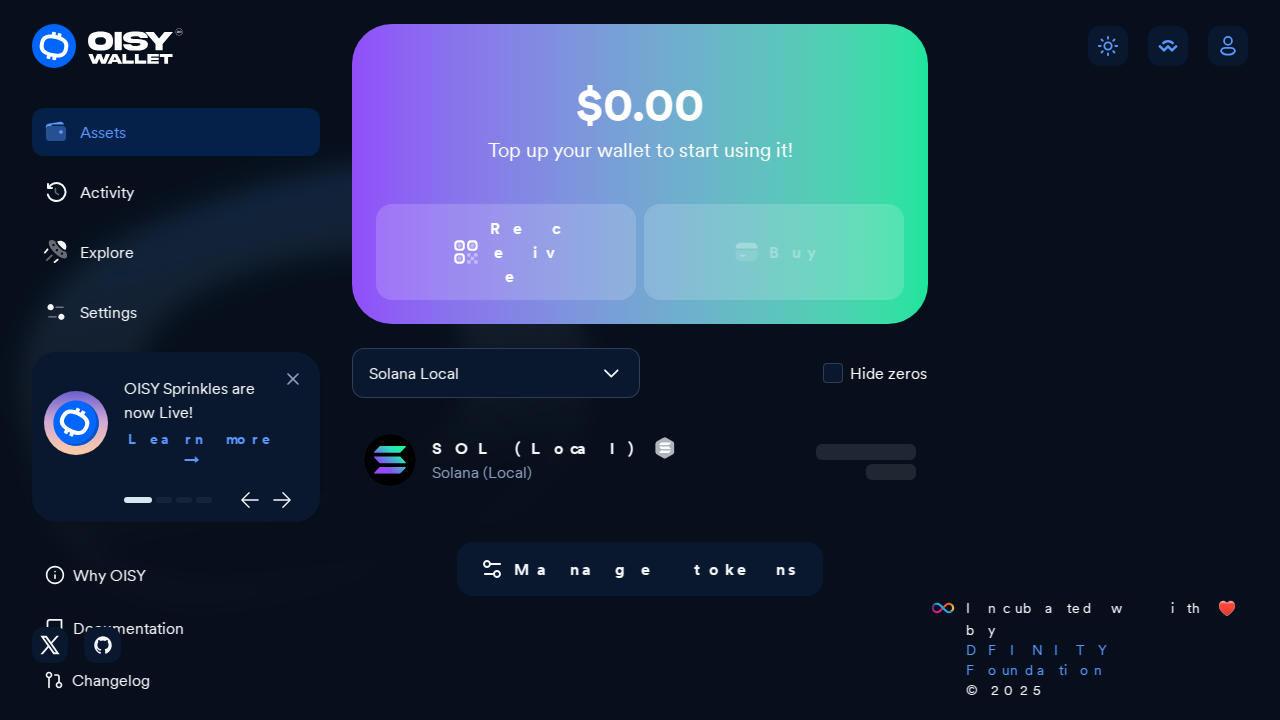 OISY
WALLET
Assets
Activity
Explore
Settings
OISY Sprinkles are
now Live!
Learn more
→
Why OISY
Documentation
Changelog
$0.00
Top up your wallet to start using it!
Receive
Buy
Solana Local
Hide zeros
SOL (Local)
Solana (Local)
Manage tokens
Incubated with ❤️
by
DFINITY
Foundation
© 2025